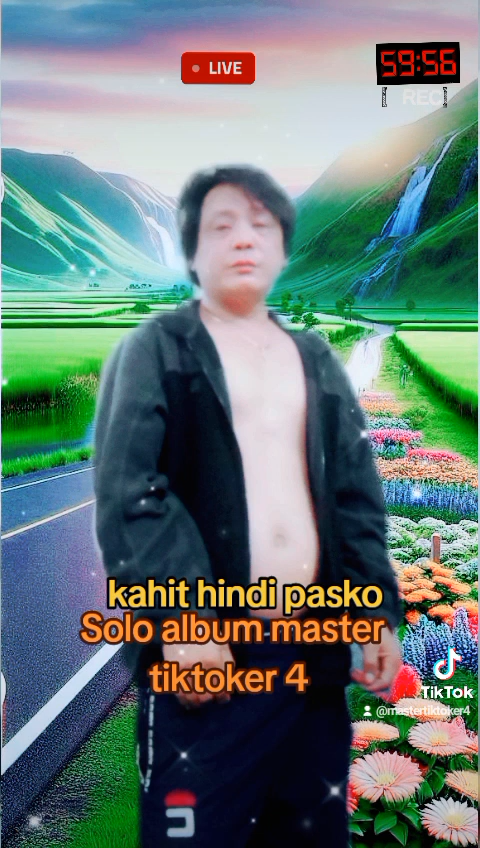 LIVE
59:56
REC
kahit hindi pasko
Solo album master
tiktoker 4
TikTok
@mastertiktoker4